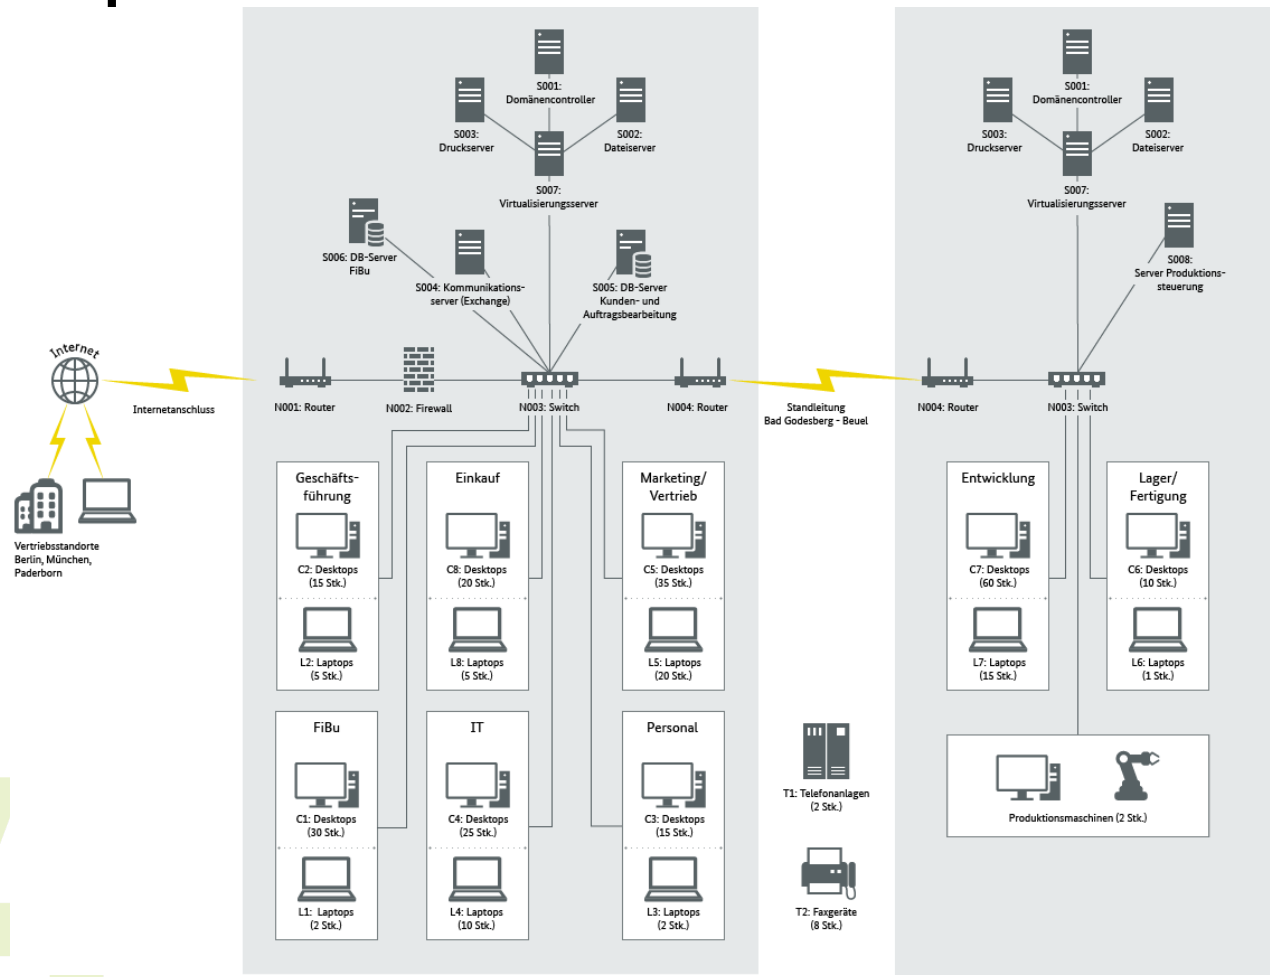 S001:
Domänencontroller
S003:
Druckserver
S002:
Dateiserver
S007:
Virtualisierungsserver
S006: DB-Server
FiBu
S004: Kommunikations-
server (Exchange)
S005: DB-Server
Kunden- und
Auftragsbearbeitung
Internet
Internetanschluss
N001: Router
N002: Firewall
N003: Switch
N004: Router
Standleitung
Bad Godesberg - Beuel
Vertriebsstandorte
Berlin, München,
Paderborn
Geschäfts-
führung
C2: Desktops
(15 Stk.)
L2: Laptops
(5 Stk.)
Einkauf
C8: Desktops
(20 Stk.)
L8: Laptops
(5 Stk.)
Marketing/
Vertrieb
C5: Desktops
(35 Stk.)
L5: Laptops
(20 Stk.)
FiBu
C1: Desktops
(30 Stk.)
L1: Laptops
(2 Stk.)
IT
C4: Desktops
(25 Stk.)
L4: Laptops
(10 Stk.)
Personal
C3: Desktops
(15 Stk.)
L3: Laptops
(2 Stk.)
T1: Telefonanlagen
(2 Stk.)
T2: Faxgeräte
(8 Stk.)
S001:
Domänencontroller
S003:
Druckserver
S002:
Dateiserver
S007:
Virtualisierungsserver
S008:
Server Produktions-
steuerung
N004: Router
N003: Switch
Entwicklung
C7: Desktops
(60 Stk.)
L7: Laptops
(15 Stk.)
Lager/
Fertigung
C6: Desktops
(10 Stk.)
L6: Laptops
(1 Stk.)
Produktionsmaschinen (2 Stk.)